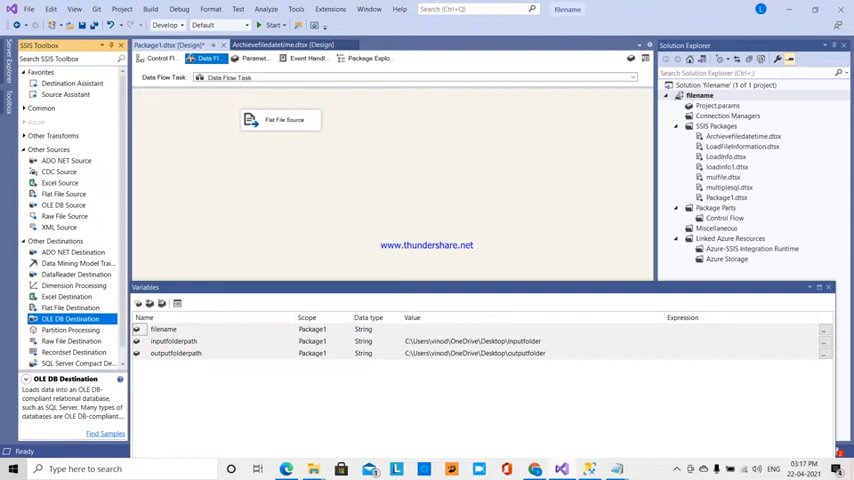 File Edit View Git Project Build Debug Format Test Analyze Tools Extensions Window Help Search (Ctrl+Q) filename L
Develop Default Start
SSIS Toolbox
Package1.dtsx [Design]* Archievefiledatetime.dtsx [Design]
Solution Explorer
Server Explorer
Toolbox
Search SSIS Toolbox
Control Fl... Data Fl... Paramet... Event Handl... Package Explo...
Data Flow Task: Data Flow Task
Favorites
Destination Assistant
Source Assistant
Common
Azure
Other Transforms
Other Sources
ADO NET Source
CDC Source
Excel Source
Flat File Source
OLE DB Source
Raw File Source
XML Source
Other Destinations
ADO NET Destination
Data Mining Model Trai...
DataReader Destination
Dimension Processing
Excel Destination
Flat File Destination
OLE DB Destination
Partition Processing
Raw File Destination
Recordset Destination
SQL Server Compact De...
OLE DB Destination
Loads data into an OLE DB-
compliant relational database,
such as SQL Server. Many types
of databases are OLE DB-compliant...
Find Samples
Flat File Source
www.thundershare.net
Search Solution Explorer (Ctrl+;)
Solution 'filename' (1 of 1 project)
filename
Project.params
Connection Managers
SSIS Packages
Archievefiledatetime.dtsx
LoadFileInformation.dtsx
LoadInfo.dtsx
loadinfo1.dtsx
mulfile.dtsx
multiplesql.dtsx
Package1.dtsx
Package Parts
Control Flow
Miscellaneous
Linked Azure Resources
Azure-SSIS Integration Runtime
Azure Storage
Variables
Name Scope Data type Value Expression
filename Package1 String
inputfolderpath Package1 String C:\Users\vinod\OneDrive\Desktop\Inputfolder
outputfolderpath Package1 String C:\Users\vinod\OneDrive\Desktop\outputfolder
Ready
Type here to search
ENG
03:17 PM
22-04-2021